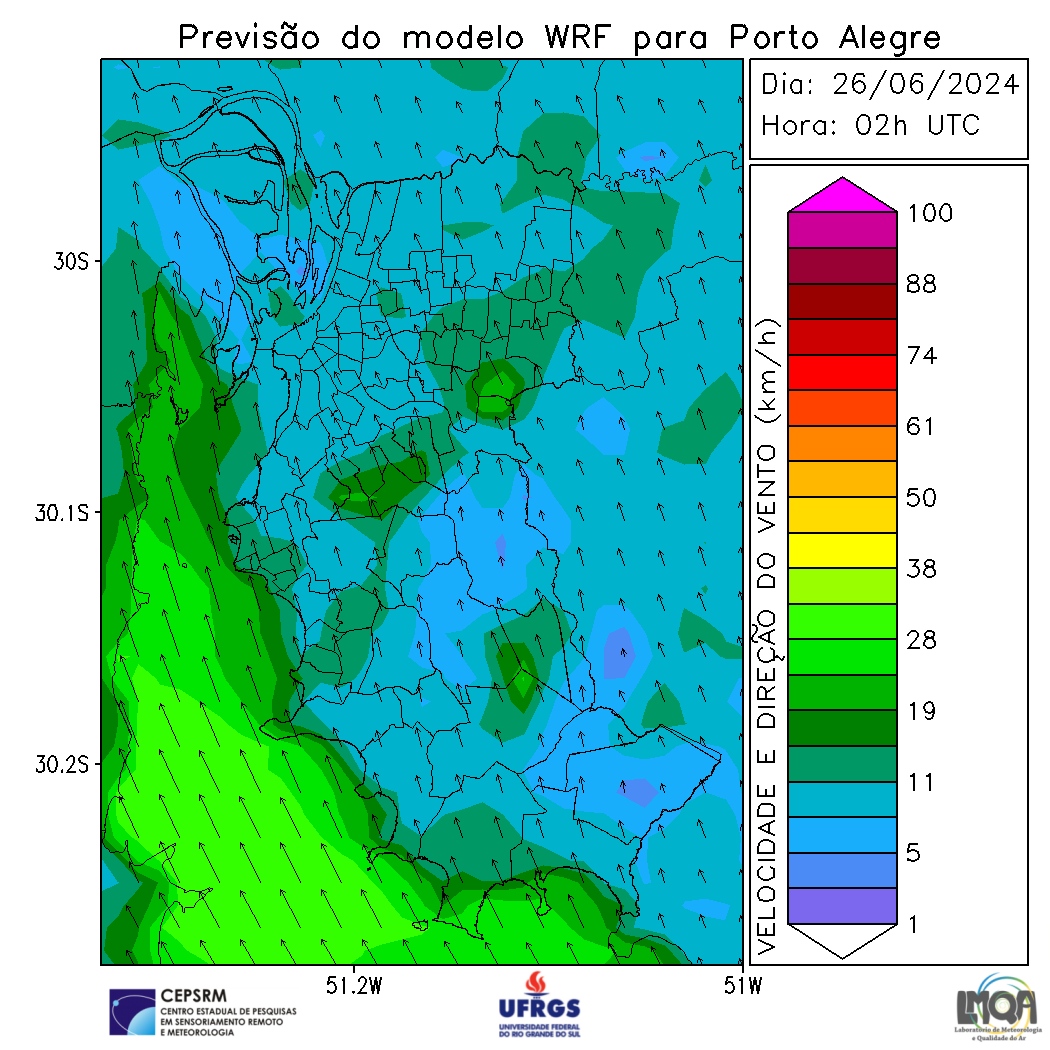 Previsão do modelo WRF para Porto Alegre
Dia: 26/06/2024
Hora: 02h UTC
30S
30.1S
30.2S
51.2W
51W
VELOCIDADE E DIREÇÃO DO VENTO (km/h)
100
88
74
61
50
38
28
19
11
5
1
CEPSRM
CENTRO ESTADUAL DE PESQUISAS
EM SENSORIAMENTO REMOTO
E METEOROLOGIA
UFRGS
UNIVERSIDADE FEDERAL
DO RIO GRANDE DO SUL
LMQA
Laboratório de Meteorologia
e Qualidade do Ar